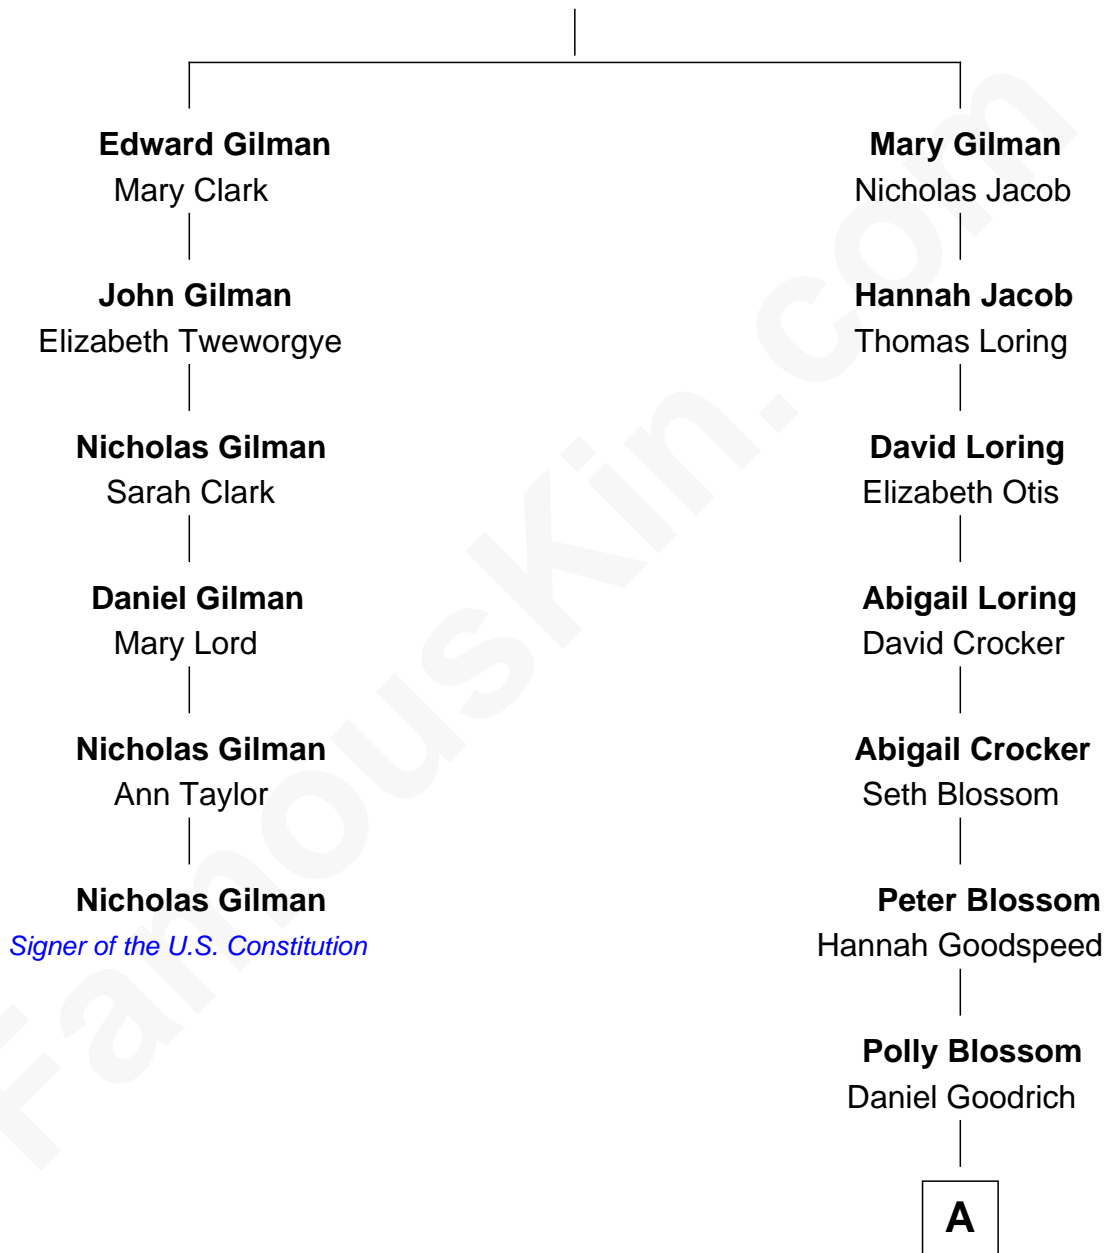 Edward Gilman
Mary Clark
John Gilman
Elizabeth Tweworgye
Nicholas Gilman
Sarah Clark
Daniel Gilman
Mary Lord
Nicholas Gilman
Ann Taylor
Nicholas Gilman
Signer of the U.S. Constitution
Mary Gilman
Nicholas Jacob
Hannah Jacob
Thomas Loring
David Loring
Elizabeth Otis
Abigail Loring
David Crocker
Abigail Crocker
Seth Blossom
Peter Blossom
Hannah Goodspeed
Polly Blossom
Daniel Goodrich
A
FamousKin.com